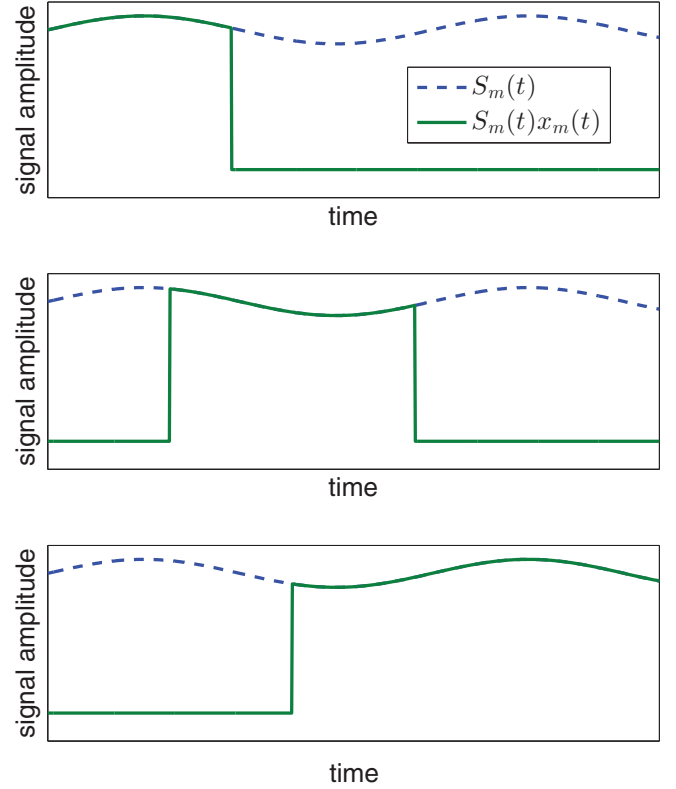 signal amplitude
$S_m(t)$
$S_m(t)x_m(t)$
time
signal amplitude
time
signal amplitude
time